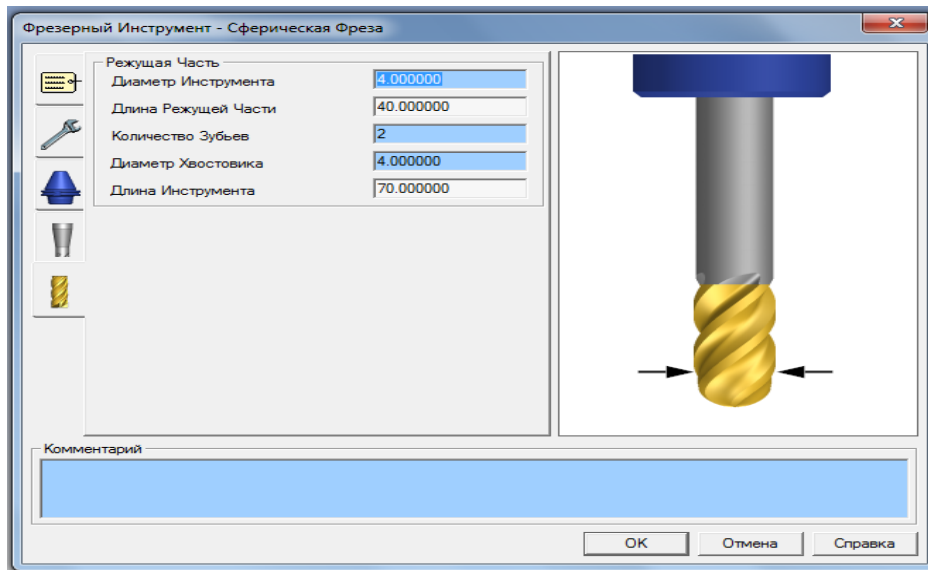 Фрезерный Инструмент - Сферическая Фреза
Режущая Часть
Диаметр Инструмента 4.000000
Длина Режущей Части 40.000000
Количество Зубьев 2
Диаметр Хвостовика 4.000000
Длина Инструмента 70.000000
Комментарий
OK Отмена Справка